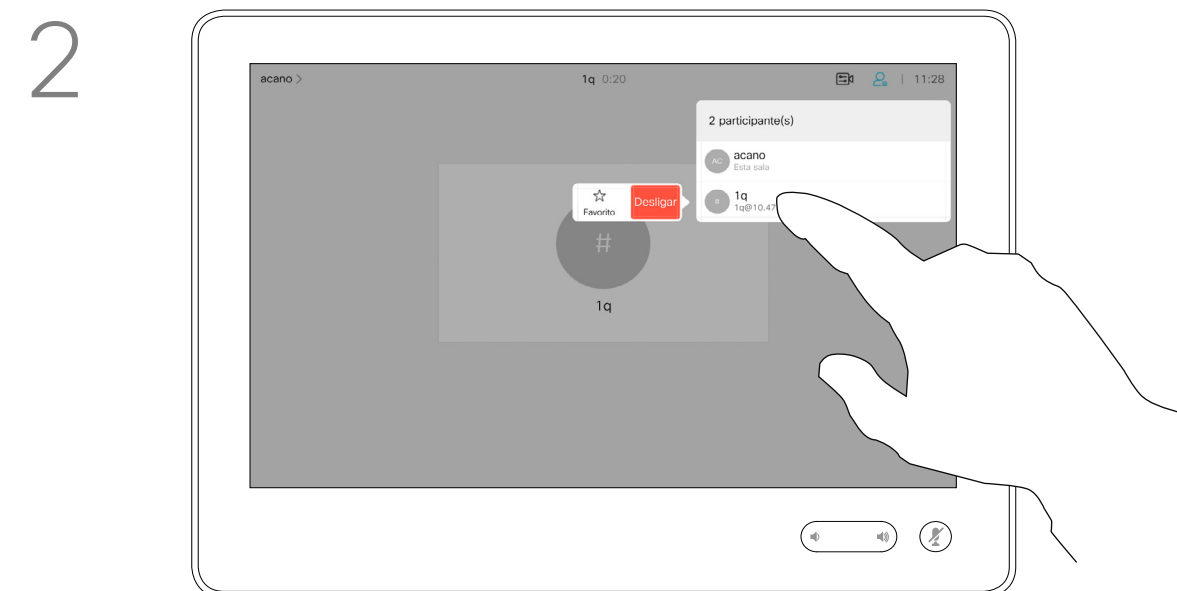 2
acano >
1q 0:20
11:28
2 participante(s)
AC
acano
Esta sala
#
1q
1q@10.47
Favorito
Desligar
#
1q